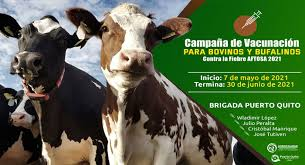 Campaña de Vacunación
PARA BOVINOS Y BUFALINOS
Contra la Fiebre AFTOSA 2021
Inicio: 7 de mayo de 2021
Termina: 30 de junio de 2021
BRIGADA PUERTO QUITO
Wladimir López
Julio Peralta
Cristóbal Manrique
José Tutiven